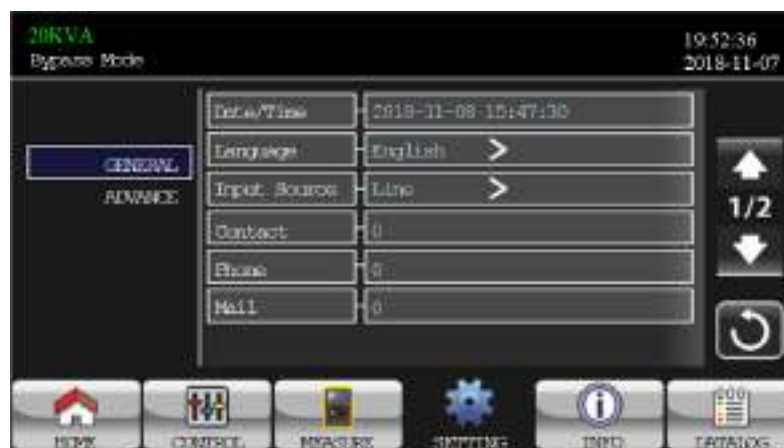 20KVA
19:52:36
Bypass Mode
2018-11-07
Date/Time 2018-11-08 15:47:30
Language English >
GENERAL
Input Source Line >
ADVANCE
1/2
Contact 0
Phone 0
Mail 0
HOME CONTROL MEASURE SETTING INFO DATALOG